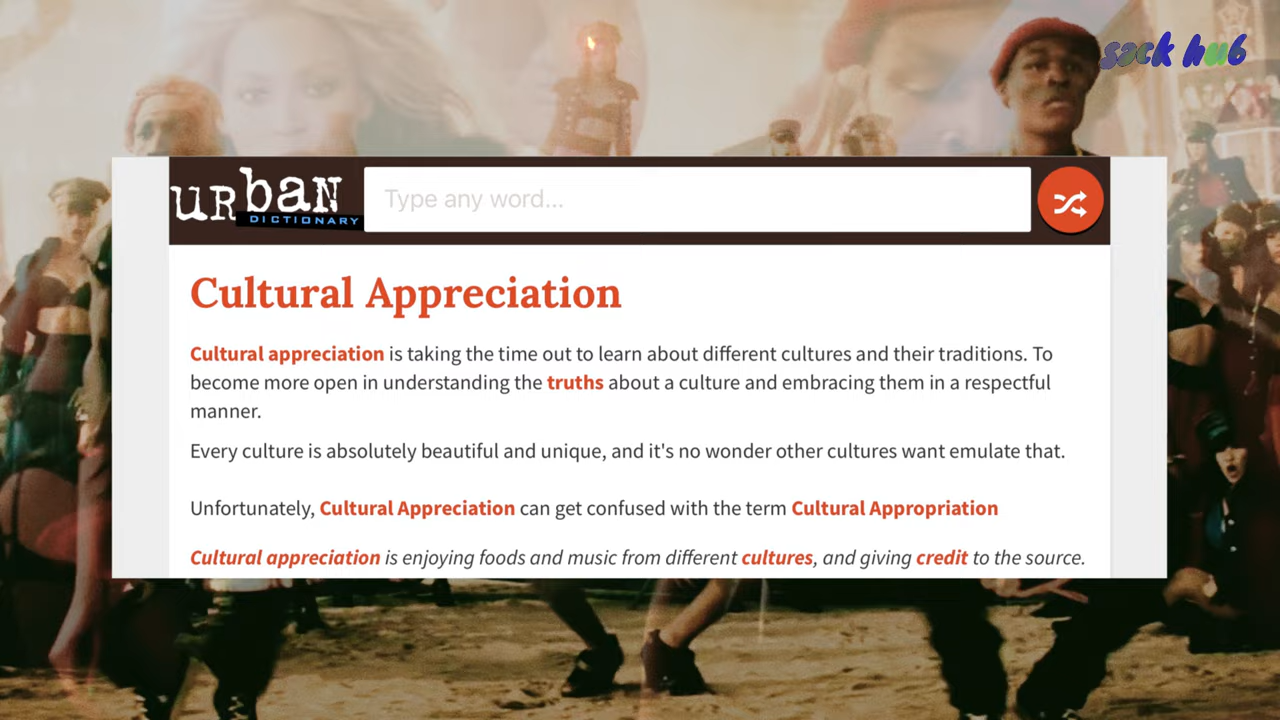 sack hub
urban
DICTIONARY
Type any word...
Cultural Appreciation
Cultural appreciation is taking the time out to learn about different cultures and their traditions. To
become more open in understanding the truths about a culture and embracing them in a respectful
manner.
Every culture is absolutely beautiful and unique, and it's no wonder other cultures want emulate that.
Unfortunately, Cultural Appreciation can get confused with the term Cultural Appropriation
Cultural appreciation is enjoying foods and music from different cultures, and giving credit to the source.